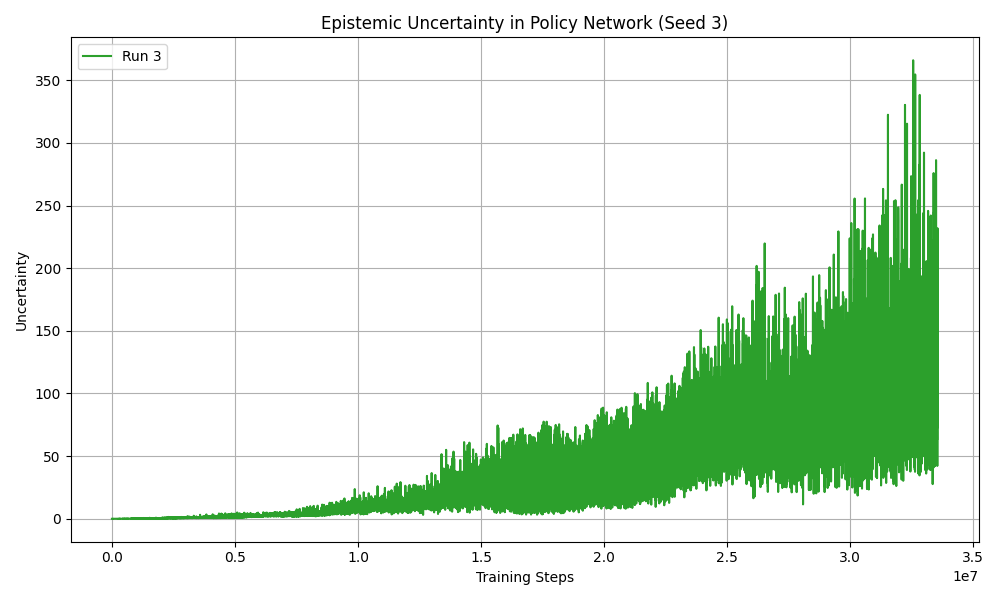 Epistemic Uncertainty in Policy Network (Seed 3)
Run 3
Uncertainty
350
300
250
200
150
100
50
0
0.0 0.5 1.0 1.5 2.0 2.5 3.0 3.5
1e7
Training Steps